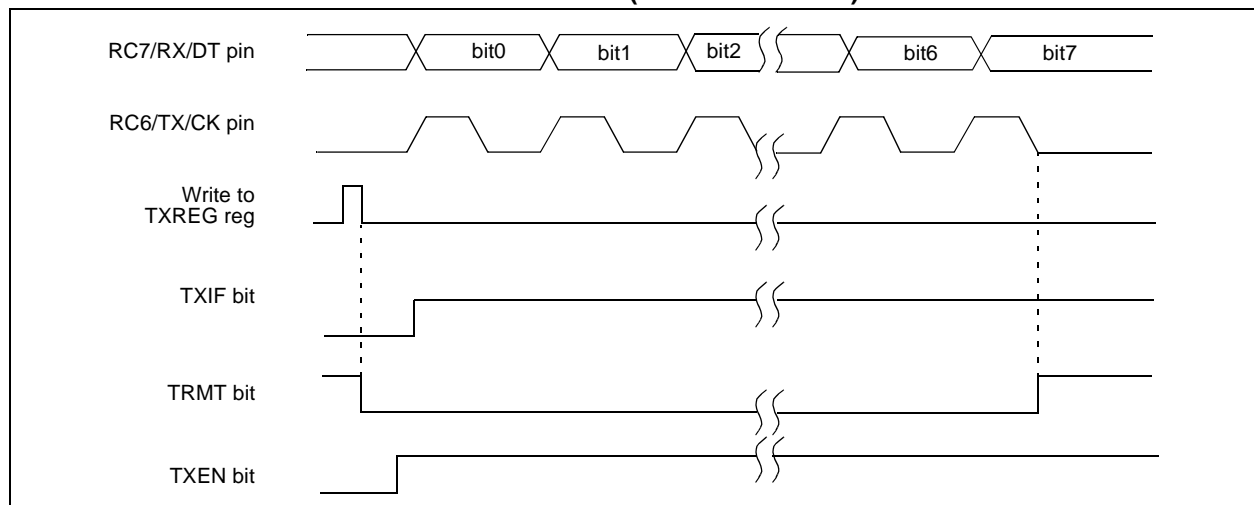 RC7/RX/DT pin
bit0
bit1
bit2
bit6
bit7
RC6/TX/CK pin
Write to
TXREG reg
TXIF bit
TRMT bit
TXEN bit